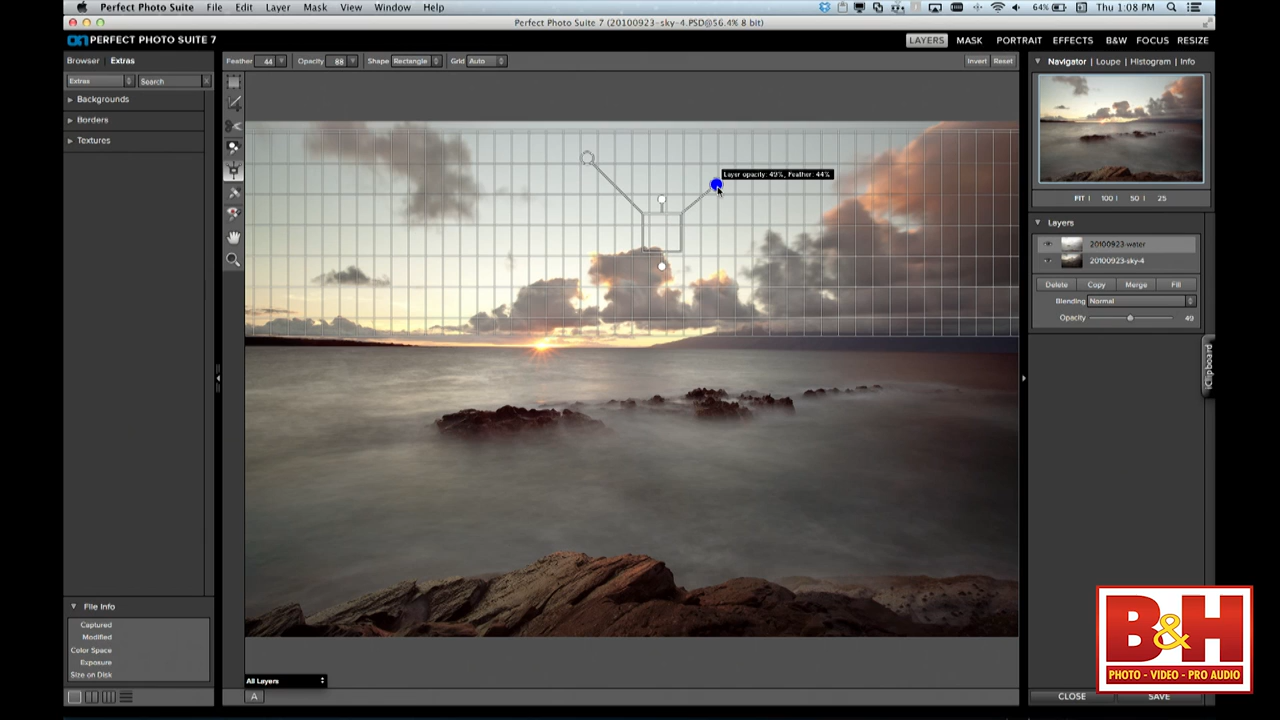 Perfect Photo Suite File Edit Layer Mask View Window Help 64% Thu 1:08 PM
Perfect Photo Suite 7 (20100923-sky-4.PSD@56.4% 8 bit)
on PERFECT PHOTO SUITE 7 LAYERS MASK PORTRAIT EFFECTS B&W FOCUS RESIZE
Browser Extras
Feather 44 Opacity 88 Shape Rectangle Grid Auto Invert Reset
Navigator | Loupe | Histogram | Info
Extras Search
Backgrounds
Borders
Textures
Layer opacity: 49%, Feather: 44%
FIT | 100 | 50 | 25
Layers
20100923-water
20100923-sky-4
Delete Copy Merge Fill
Blending Normal
Opacity 49
iClipboard
File Info
Captured
Modified
Color Space
Exposure
Size on Disk
All Layers
A
CLOSE SAVE
B&H
PHOTO - VIDEO - PRO AUDIO